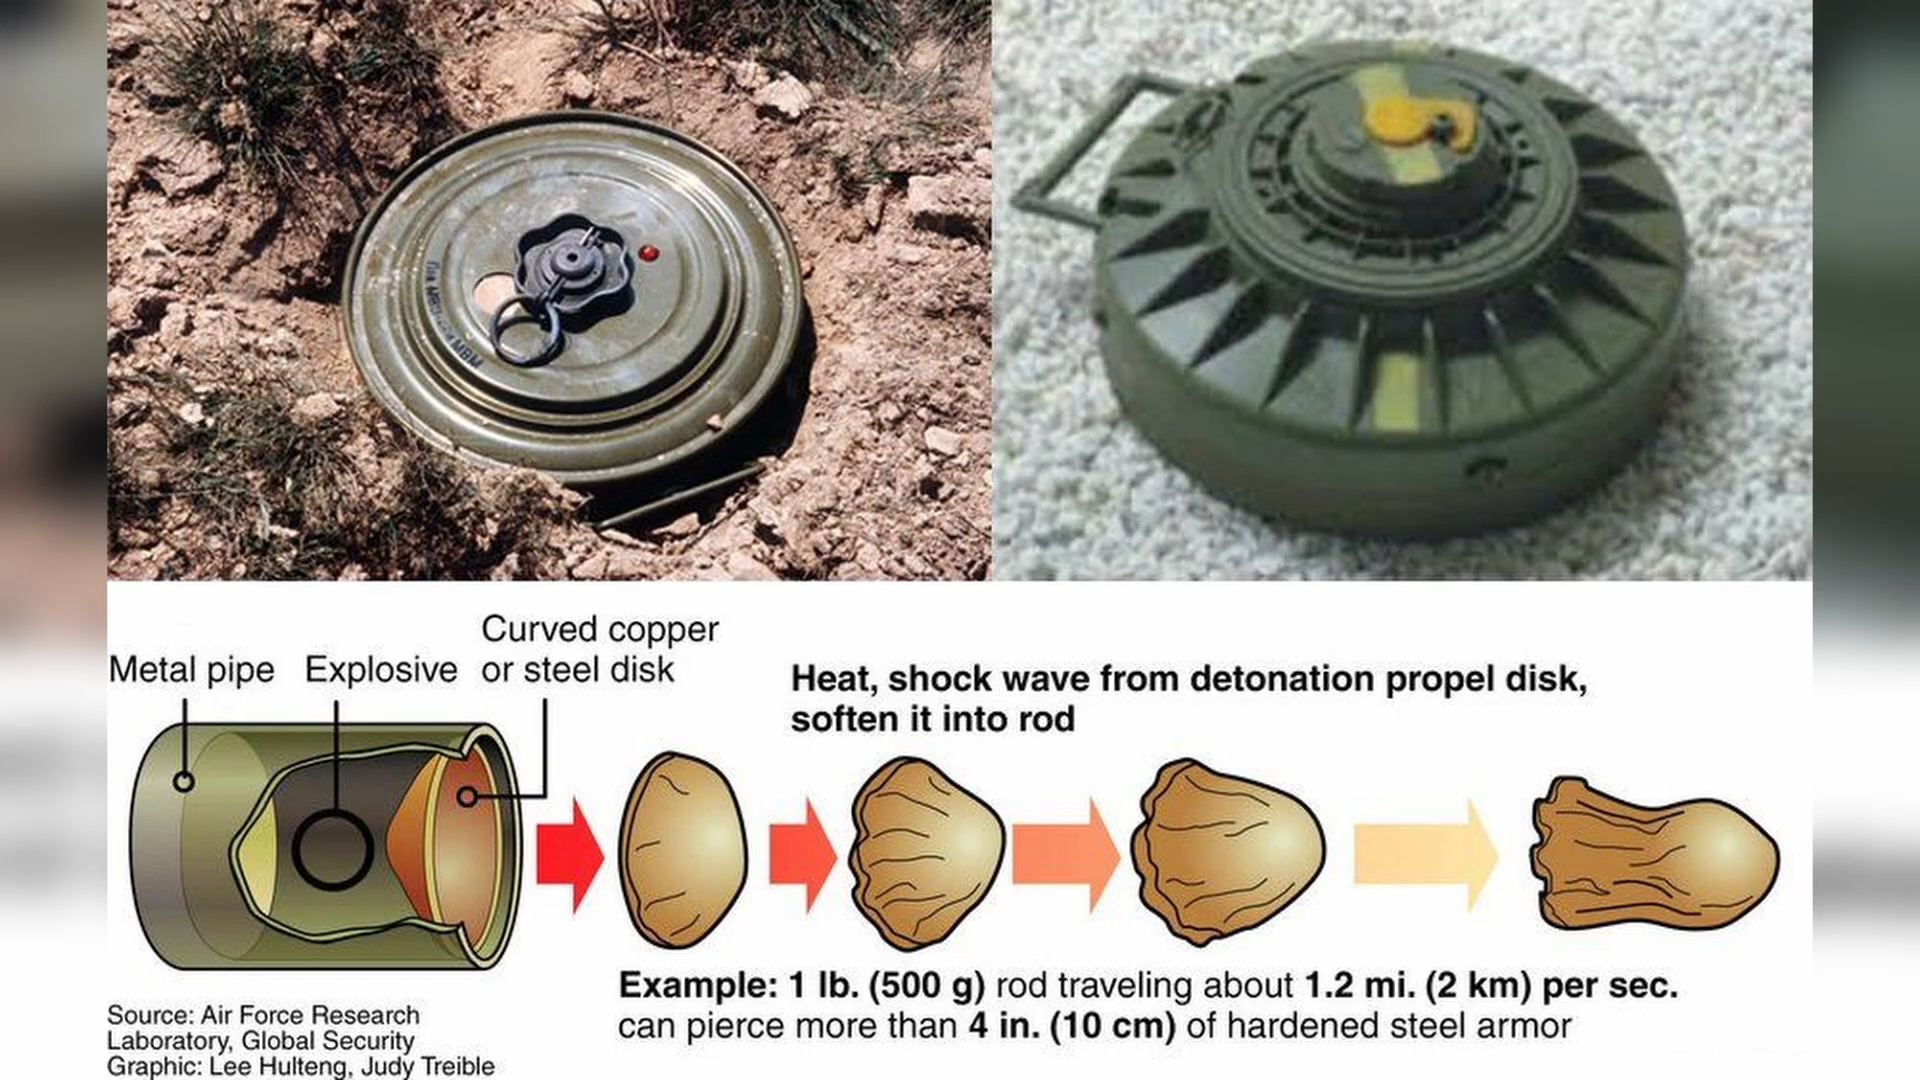 Metal pipe
Explosive
Curved copper
or steel disk
Heat, shock wave from detonation propel disk,
soften it into rod
Example: 1 lb. (500 g) rod traveling about 1.2 mi. (2 km) per sec.
can pierce more than 4 in. (10 cm) of hardened steel armor
Source: Air Force Research
Laboratory, Global Security
Graphic: Lee Hulteng, Judy Treible